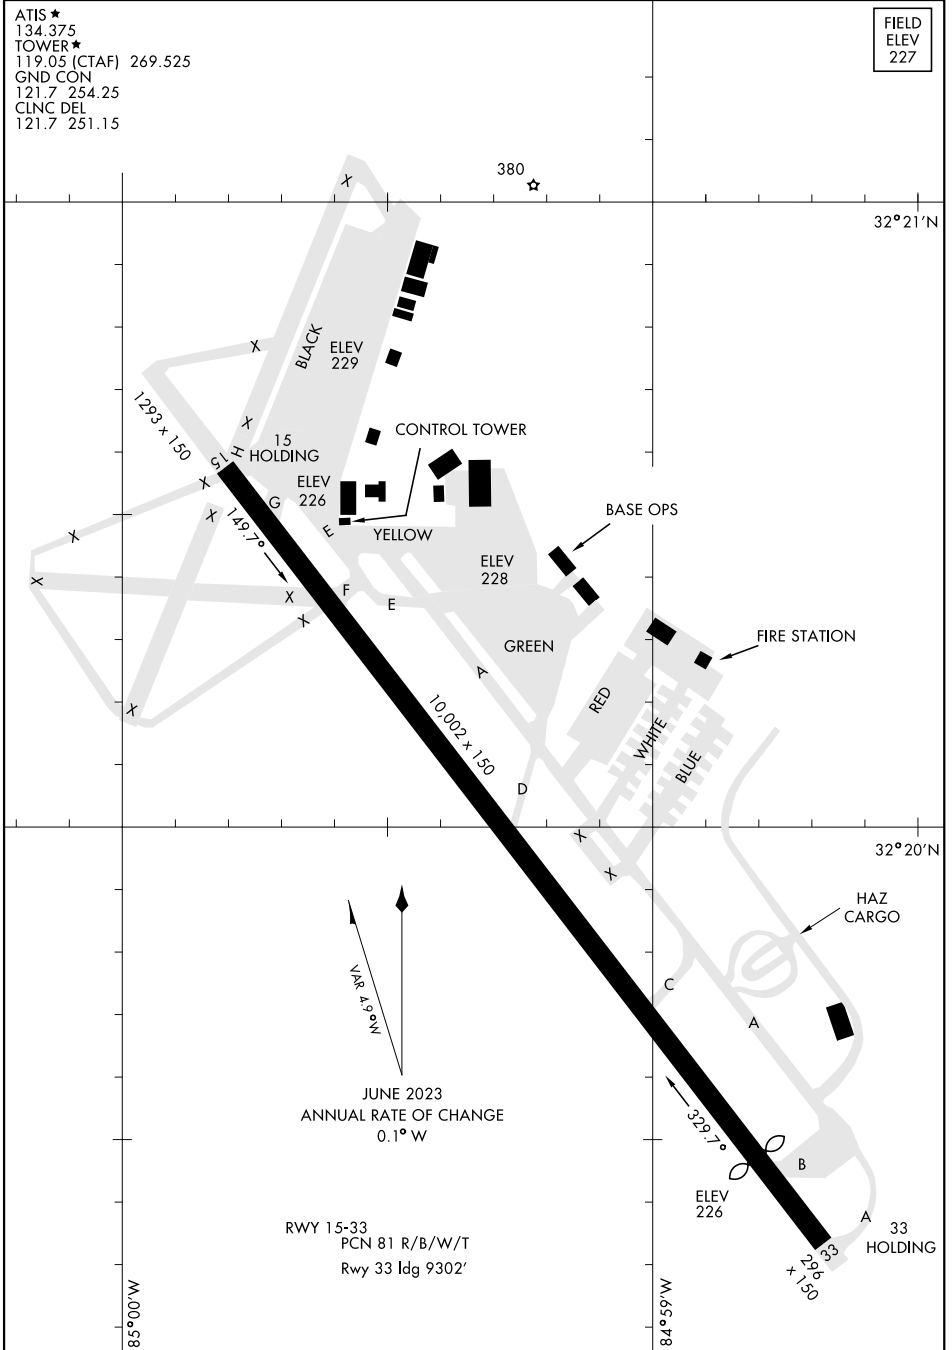 ATIS ★
134.375
TOWER ★
119.05 (CTAF) 269.525
GND CON
121.7 254.25
CLNC DEL
121.7 251.15
FIELD
ELEV
227
380
32°21'N
X
BLACK
ELEV
229
X
1293 x 150
X
15
HOLDING
H
15
CONTROL TOWER
X
ELEV
226
G
X
149.7°
E
YELLOW
BASE OPS
X
ELEV
228
X
X
F
E
X
GREEN
FIRE STATION
A
RED
X
10,002 x 150
WHITE
BLUE
D
X
32°20'N
X
HAZ
CARGO
VAR 4.9°W
C
A
JUNE 2023
ANNUAL RATE OF CHANGE
0.1° W
329.7°
B
ELEV
226
A
33
HOLDING
RWY 15-33
PCN 81 R/B/W/T
Rwy 33 ldg 9302'
33
296
x 150
85°00'W
84°59'W